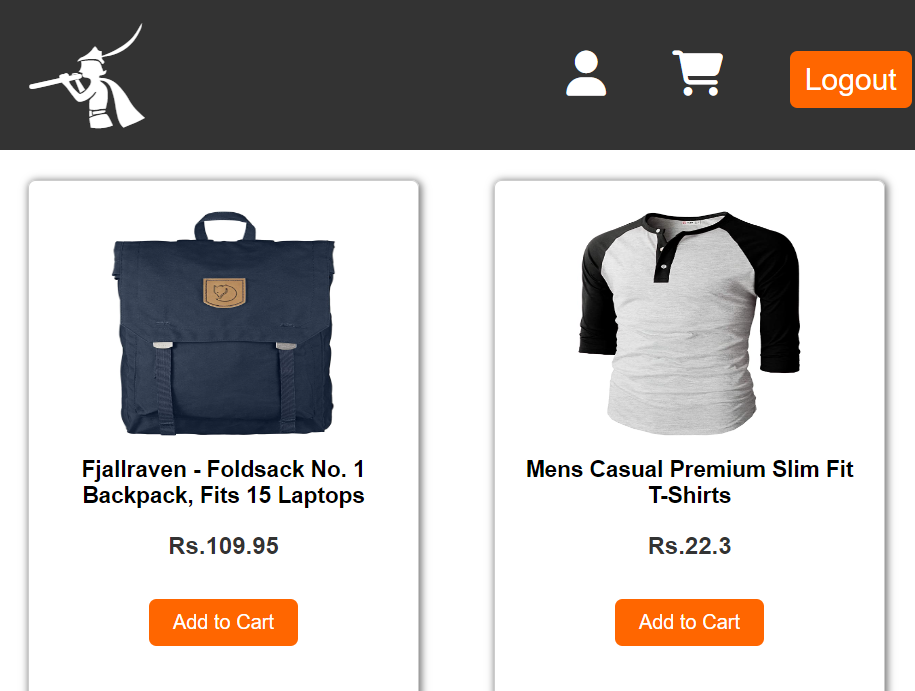 Logout
Fjallraven - Foldsack No. 1
Backpack, Fits 15 Laptops
Rs.109.95
Add to Cart
Mens Casual Premium Slim Fit
T-Shirts
Rs.22.3
Add to Cart